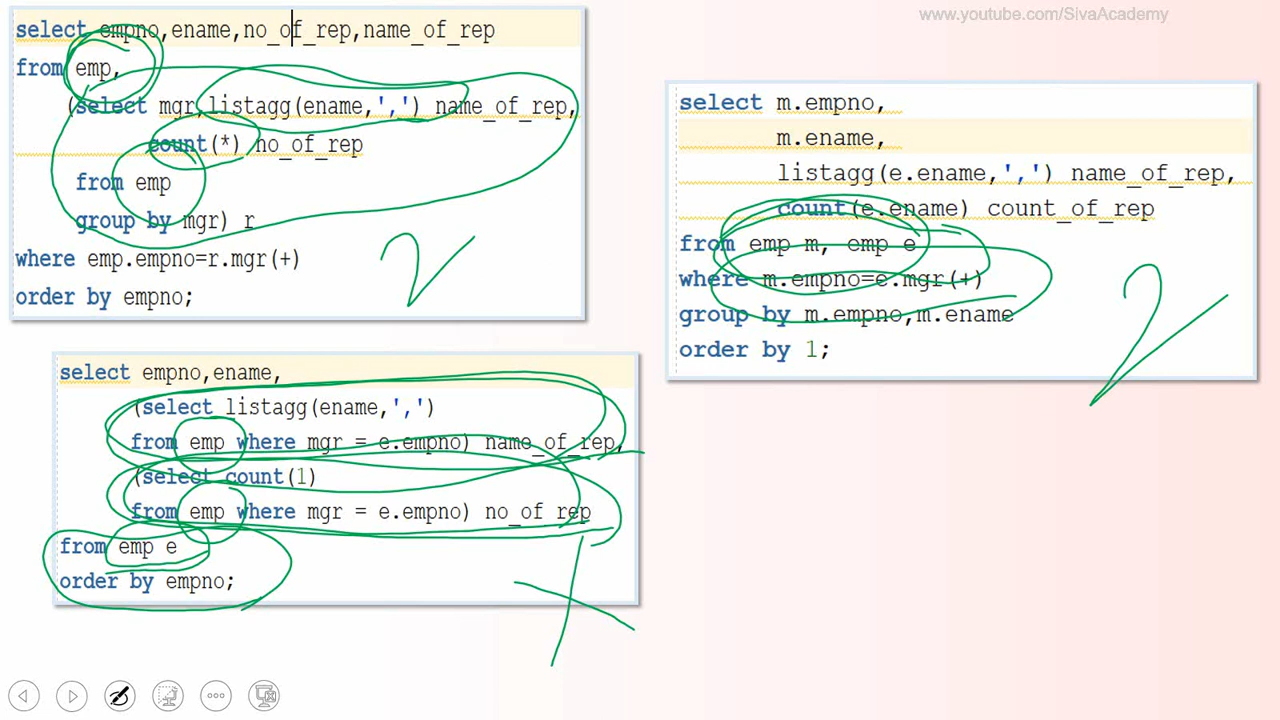 www.youtube.com/SivaAcademy
select empno,ename,no_of_rep,name_of_rep
from emp,
(select mgr,listagg(ename,',') name_of_rep,
count(*) no_of_rep
from emp
group by mgr) r
where emp.empno=r.mgr(+)
order by empno;
2
select empno,ename,
(select listagg(ename,',')
from emp where mgr = e.empno) name_of_rep,
(select count(1)
from emp where mgr = e.empno) no_of_rep
from emp e
order by empno;
select m.empno,
m.ename,
listagg(e.ename,',') name_of_rep,
count(e.ename) count_of_rep
from emp m, emp e
where m.empno=e.mgr(+)
group by m.empno,m.ename
order by 1;
2